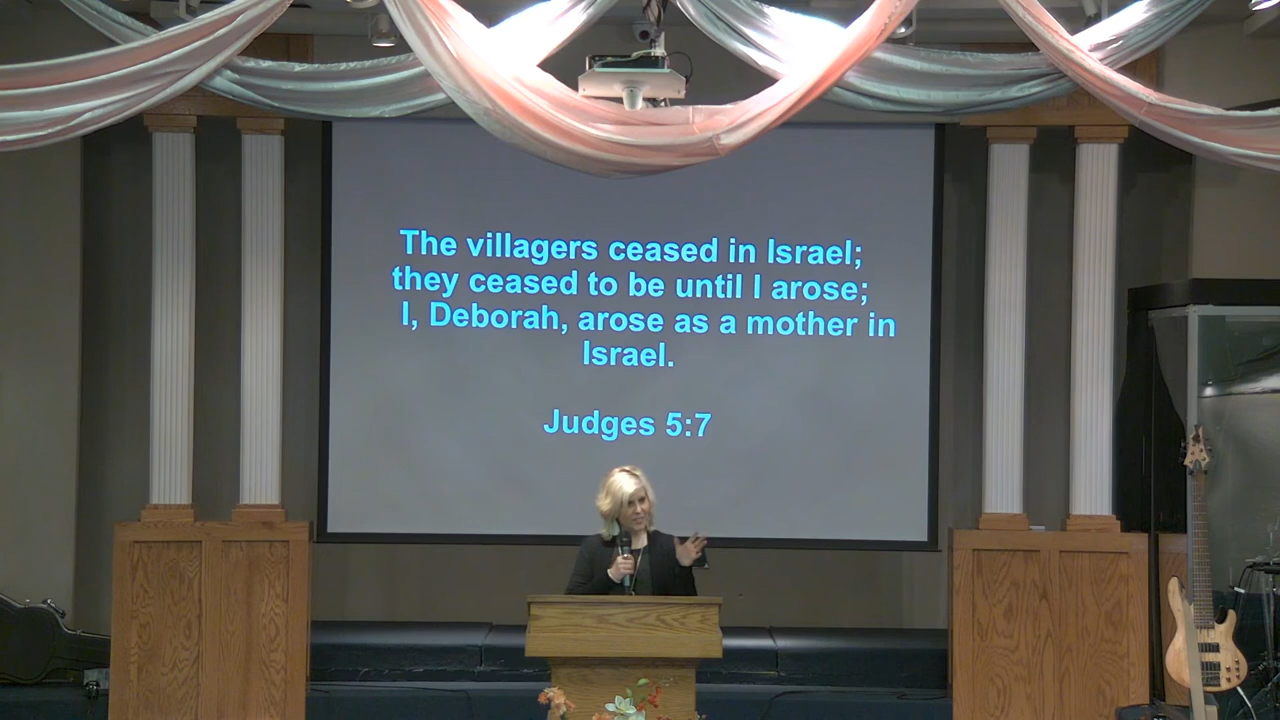 The villagers ceased in Israel;
they ceased to be until I arose;
I, Deborah, arose as a mother in
Israel.
Judges 5:7